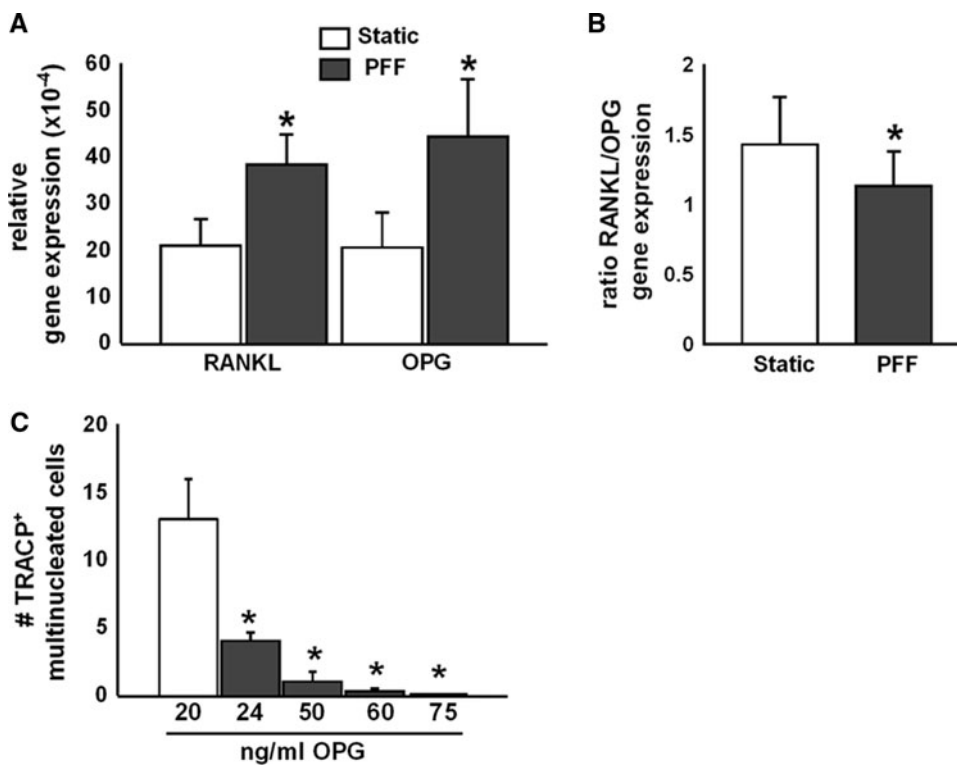 A
Static
PFF
relative
gene expression (x10⁻⁴)
60
50
40
30
20
10
0
*
*
RANKL
OPG
B
ratio RANKL/OPG
gene expression
2
1.5
1
0.5
0
*
Static
PFF
C
# TRACP⁺
multinucleated cells
20
15
10
5
0
*
*
*
*
20 24 50 60 75
ng/ml OPG